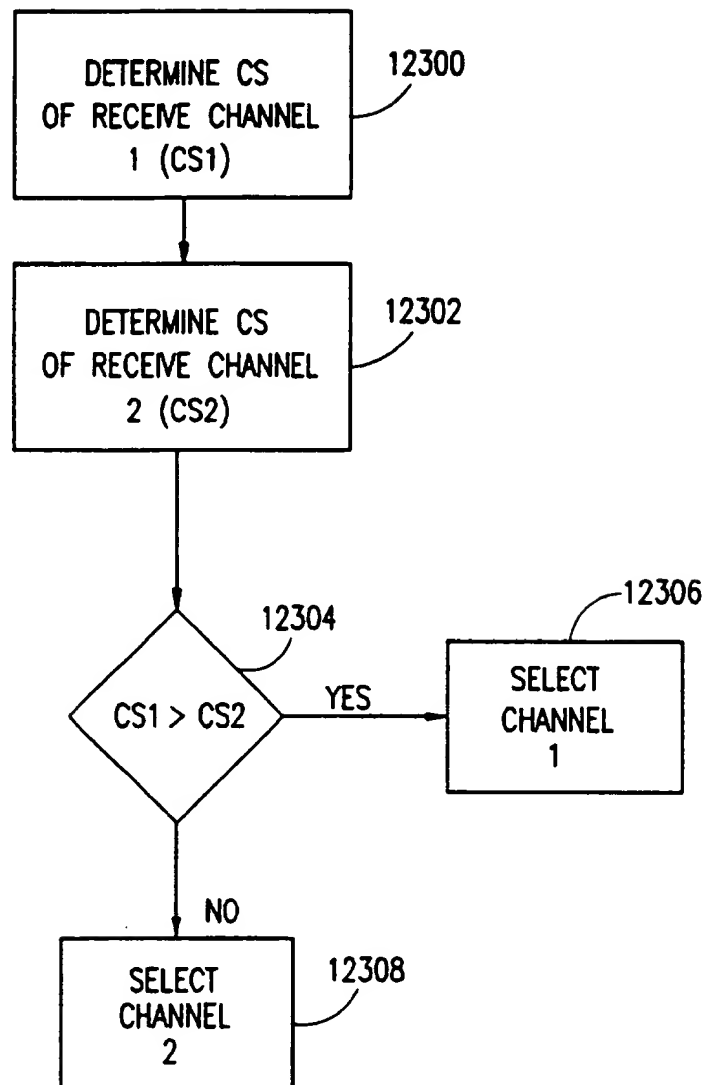 DETERMINE CS
OF RECEIVE CHANNEL
1 (CS1)
12300
DETERMINE CS
OF RECEIVE CHANNEL
2 (CS2)
12302
12304
CS1 > CS2
YES
12306
SELECT
CHANNEL
1
NO
SELECT
CHANNEL
2
12308